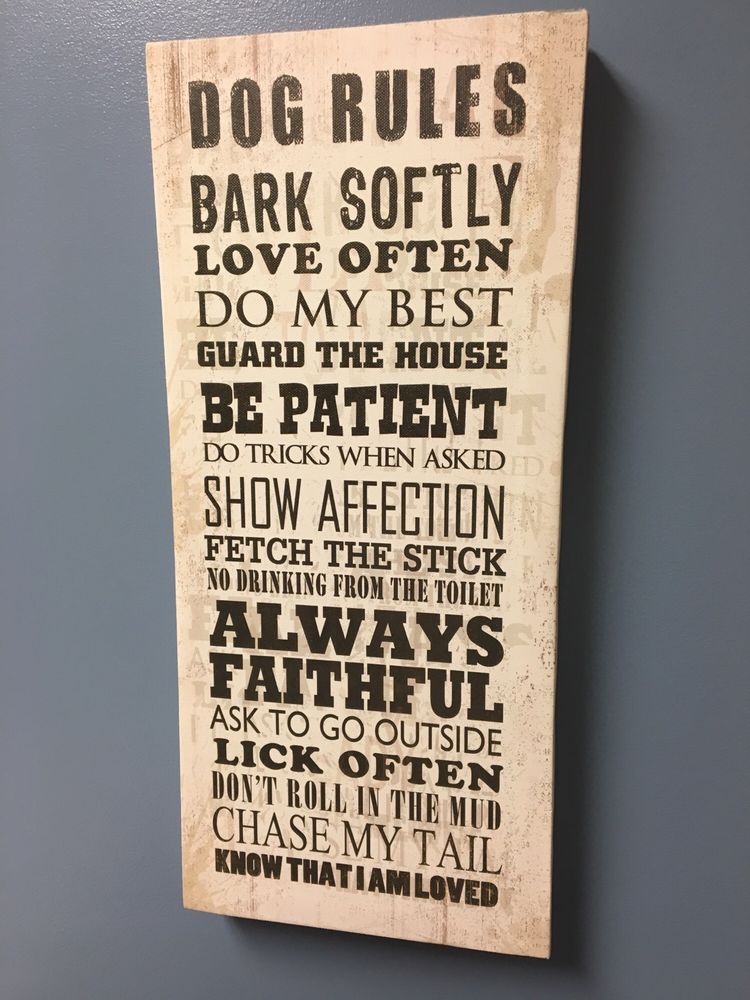 DOG RULES
BARK SOFTLY
LOVE OFTEN
DO MY BEST
GUARD THE HOUSE
BE PATIENT
DO TRICKS WHEN ASKED
SHOW AFFECTION
FETCH THE STICK
NO DRINKING FROM THE TOILET
ALWAYS
FAITHFUL
ASK TO GO OUTSIDE
LICK OFTEN
DON'T ROLL IN THE MUD
CHASE MY TAIL
KNOW THAT I AM LOVED